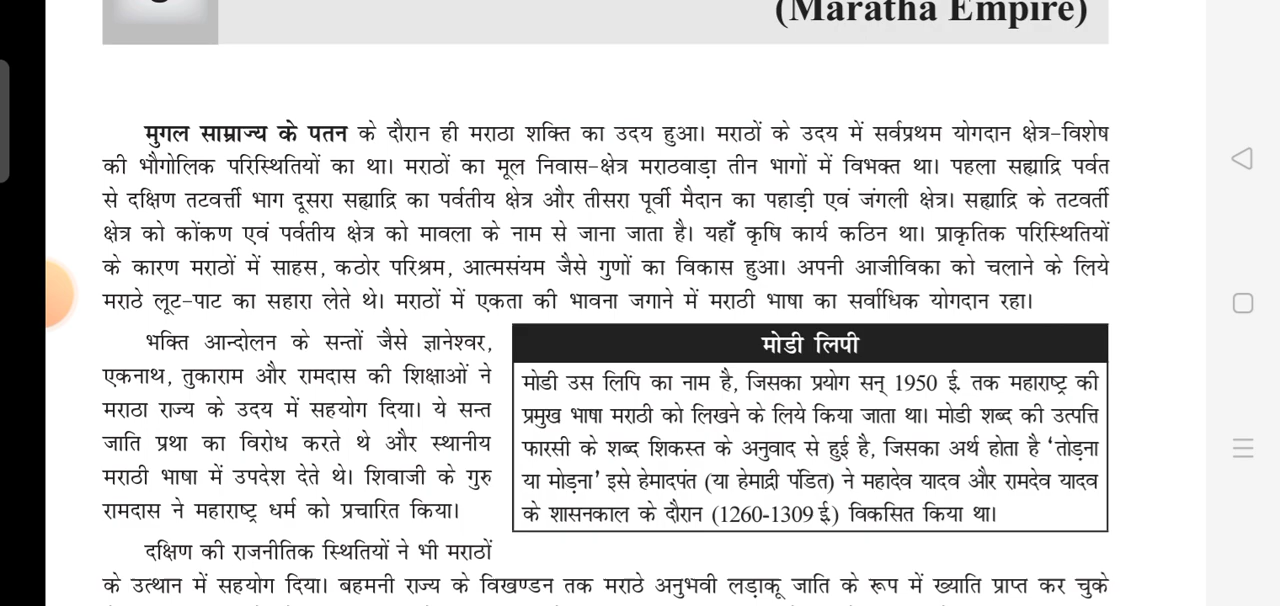 (Maratha Empire)
मुगल साम्राज्य के पतन के दौरान ही मराठा शक्ति का उदय हुआ। मराठों के उदय में सर्वप्रथम योगदान क्षेत्र-विशेष
की भौगोलिक परिस्थितियों का था। मराठों का मूल निवास-क्षेत्र मराठवाड़ा तीन भागों में विभक्त था। पहला सह्याद्रि पर्वत
से दक्षिण तटवर्त्ती भाग दूसरा सह्याद्रि का पर्वतीय क्षेत्र और तीसरा पूर्वी मैदान का पहाड़ी एवं जंगली क्षेत्र। सह्याद्रि के तटवर्ती
क्षेत्र को कोंकण एवं पर्वतीय क्षेत्र को मावला के नाम से जाना जाता है। यहाँ कृषि कार्य कठिन था। प्राकृतिक परिस्थितियों
के कारण मराठों में साहस, कठोर परिश्रम, आत्मसंयम जैसे गुणों का विकास हुआ। अपनी आजीविका को चलाने के लिये
मराठे लूट-पाट का सहारा लेते थे। मराठों में एकता की भावना जगाने में मराठी भाषा का सर्वाधिक योगदान रहा।
भक्ति आन्दोलन के सन्तों जैसे ज्ञानेश्वर,
एकनाथ, तुकाराम और रामदास की शिक्षाओं ने
मराठा राज्य के उदय में सहयोग दिया। ये सन्त
जाति प्रथा का विरोध करते थे और स्थानीय
मराठी भाषा में उपदेश देते थे। शिवाजी के गुरु
रामदास ने महाराष्ट्र धर्म को प्रचारित किया।
मोडी लिपी
मोडी उस लिपि का नाम है, जिसका प्रयोग सन् 1950 ई. तक महाराष्ट्र की
प्रमुख भाषा मराठी को लिखने के लिये किया जाता था। मोडी शब्द की उत्पत्ति
फारसी के शब्द शिकस्त के अनुवाद से हुई है, जिसका अर्थ होता है ‘तोड़ना
या मोड़ना’ इसे हेमादपंत (या हेमाद्री पंडित) ने महादेव यादव और रामदेव यादव
के शासनकाल के दौरान (1260-1309 ई.) विकसित किया था।
दक्षिण की राजनीतिक स्थितियों ने भी मराठों
के उत्थान में सहयोग दिया। बहमनी राज्य के विखण्डन तक मराठे अनुभवी लड़ाकू जाति के रूप में ख्याति प्राप्त कर चुके